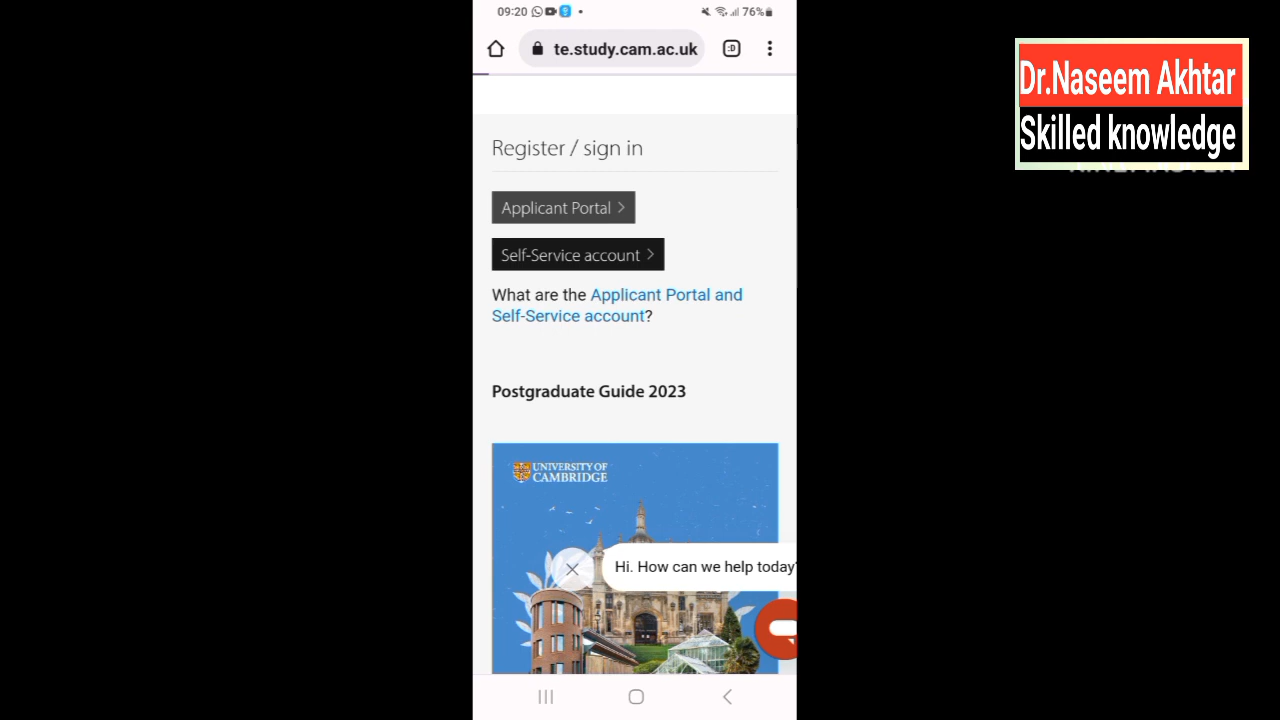 09:20
76%
te.study.cam.ac.uk
:D
Register / sign in
Applicant Portal >
Self-Service account >
What are the Applicant Portal and
Self-Service account?
Postgraduate Guide 2023
UNIVERSITY OF
CAMBRIDGE
Hi. How can we help today?
Dr.Naseem Akhtar
Skilled knowledge